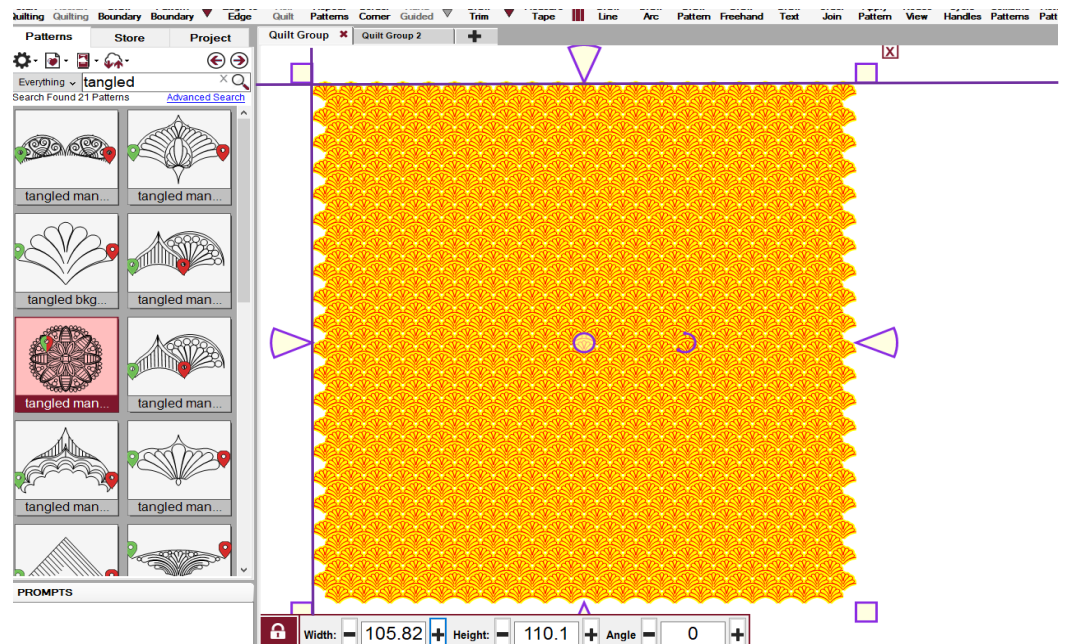 Quilting Quilting Boundary Boundary Edge Quilt Patterns Corner Guided Trim Tape Line Arc Pattern Freehand Text Join Pattern View Handles Patterns
Patterns Store Project
Quilt Group Quilt Group 2
X
Everything tangled
Search Found 21 Patterns Advanced Search
tangled man... tangled man...
tangled bkg... tangled man...
tangled man... tangled man...
tangled man... tangled man...
PROMPTS
Width: 105.82 Height: 110.1 Angle 0